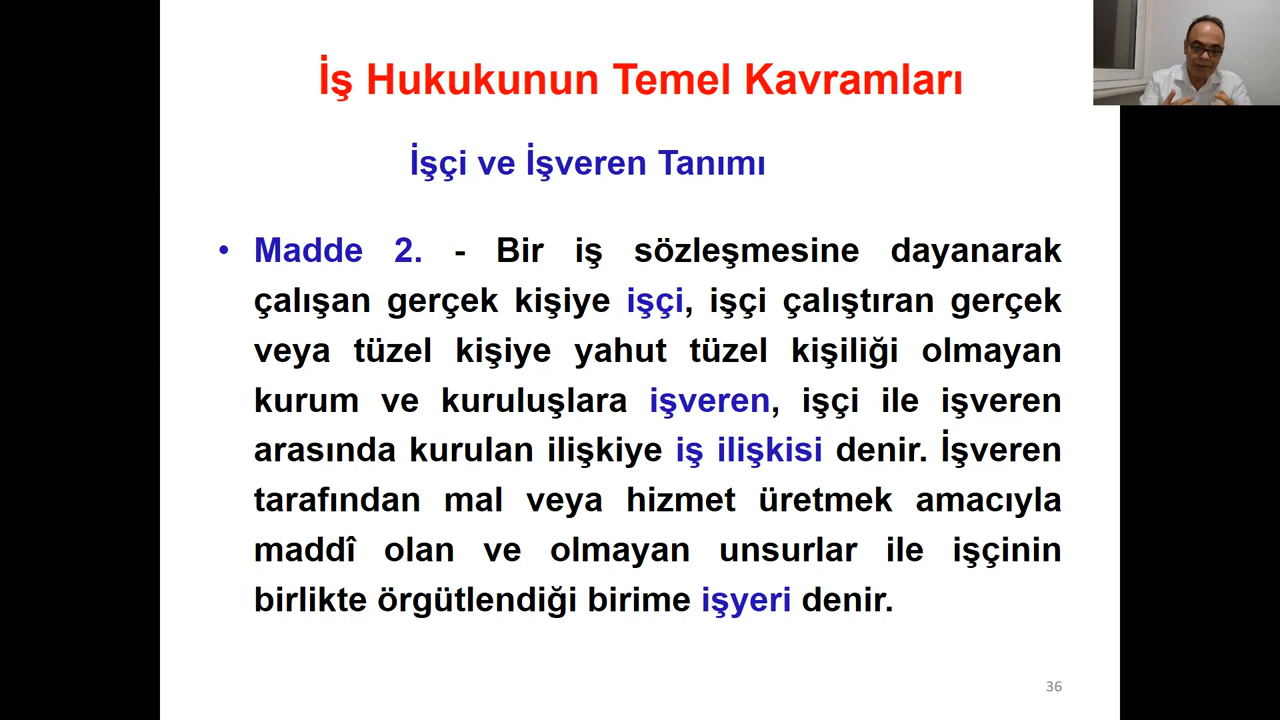 İş Hukukunun Temel Kavramları
İşçi ve İşveren Tanımı
• Madde 2. - Bir iş sözleşmesine dayanarak
çalışan gerçek kişiye işçi, işçi çalıştıran gerçek
veya tüzel kişiye yahut tüzel kişiliği olmayan
kurum ve kuruluşlara işveren, işçi ile işveren
arasında kurulan ilişkiye iş ilişkisi denir. İşveren
tarafından mal veya hizmet üretmek amacıyla
maddî olan ve olmayan unsurlar ile işçinin
birlikte örgütlendiği birime işyeri denir.
36